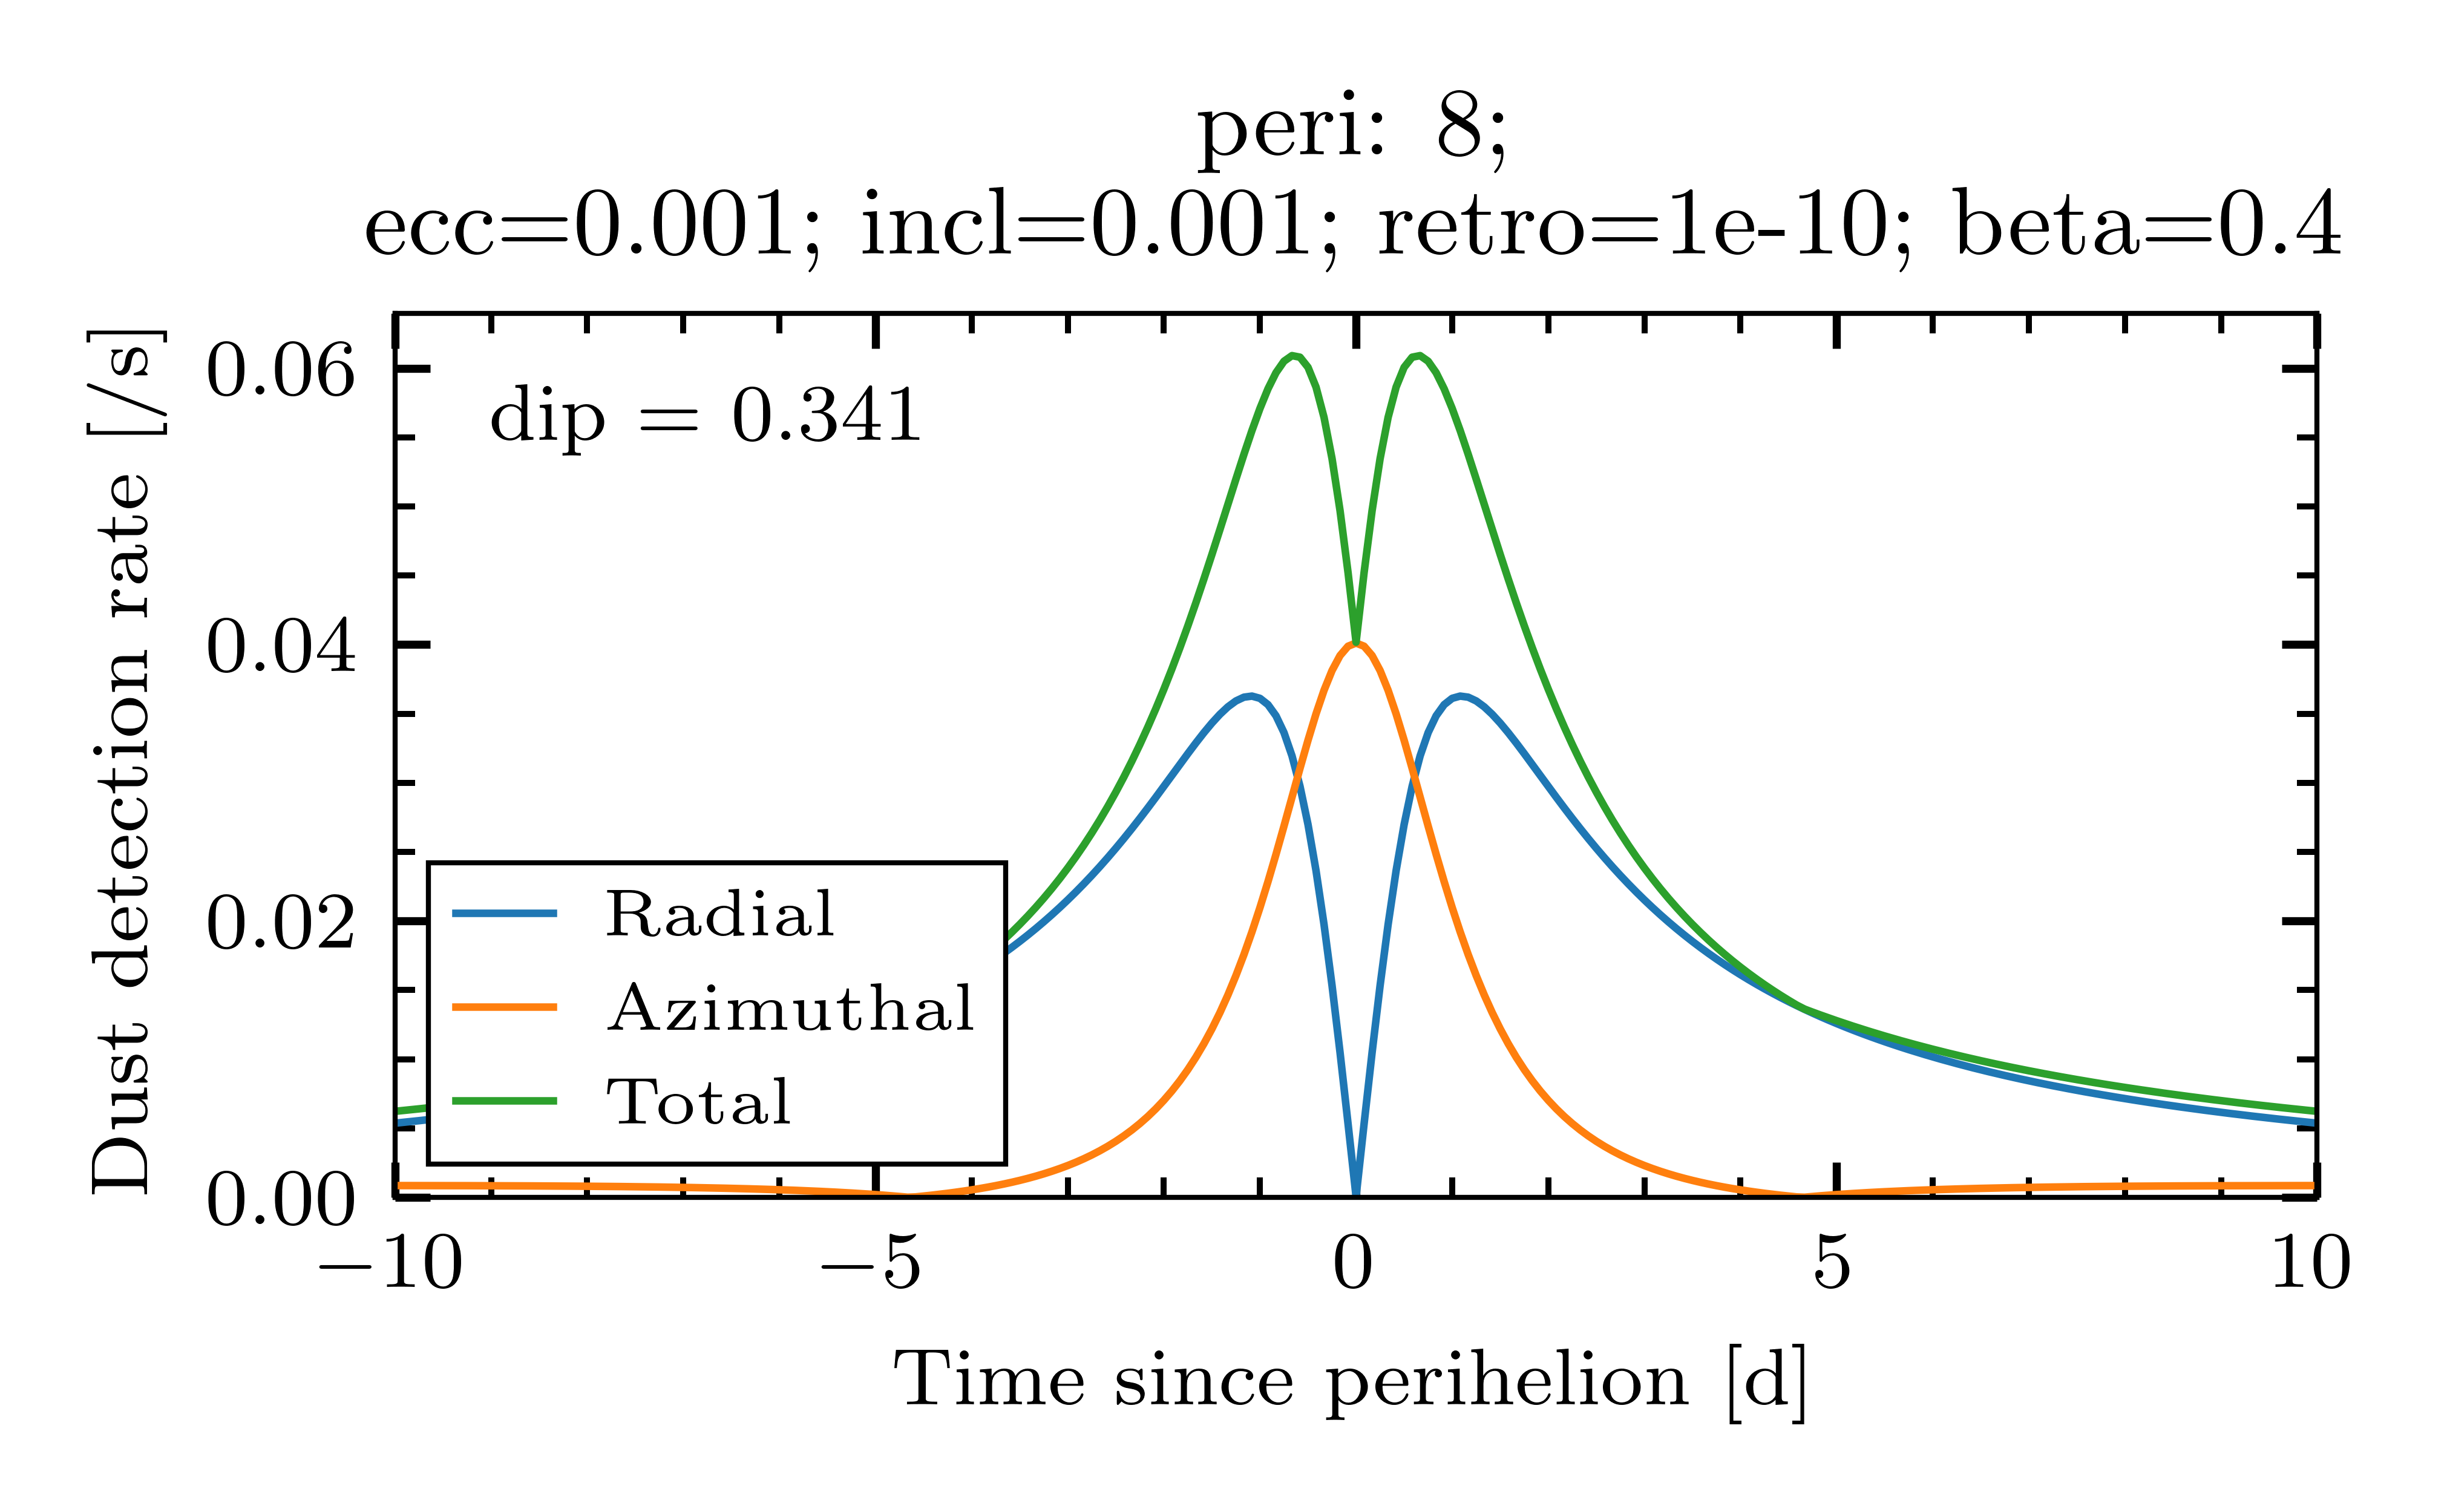 peri: 8;
ecc=0.001; incl=0.001; retro=1e-10; beta=0.4
Dust detection rate [/s]
0.06
0.04
0.02
0.00
dip = 0.341
Radial
Azimuthal
Total
−10
−5
0
5
10
Time since perihelion [d]